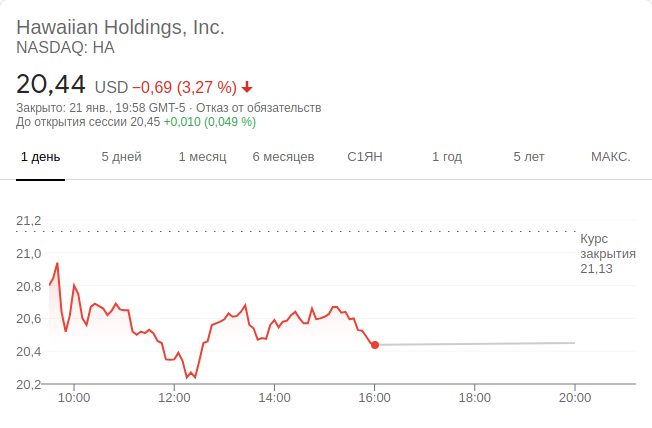 Hawaiian Holdings, Inc.
NASDAQ: HA
20,44 USD −0,69 (3,27 %)
Закрыто: 21 янв., 19:58 GMT-5 · Отказ от обязательств
До открытия сессии 20,45 +0,010 (0,049 %)
1 день 5 дней 1 месяц 6 месяцев С1ЯН 1 год 5 лет МАКС.
21,2
Курс
закрытия
21,13
21,0
20,8
20,6
20,4
20,2
10:00 12:00 14:00 16:00 18:00 20:00